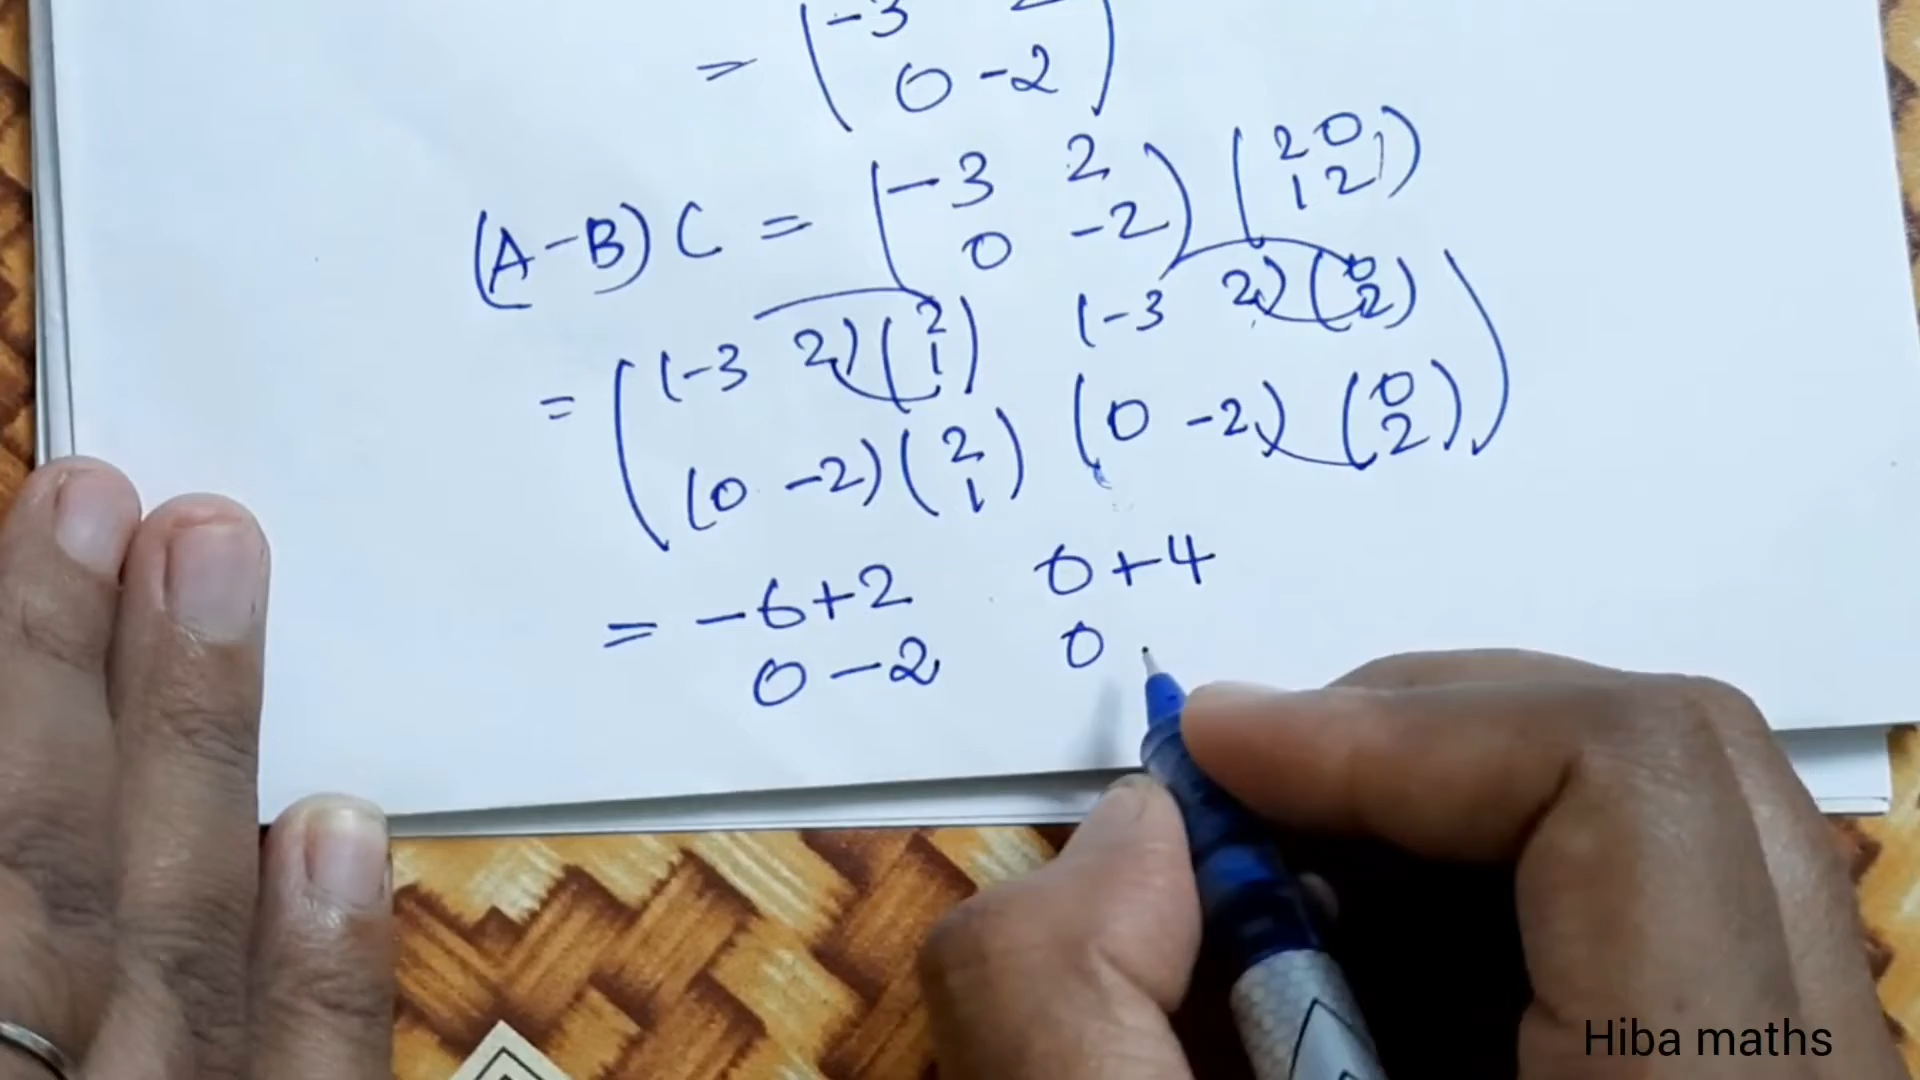 = (-3 2
0 -2)
(A-B) C = (-3 2 0 -2) (2 0 1 2)
= ((-3 2)(2 1) (-3 2)(0 2)
(0 -2)(2 1) (0 -2)(0 2))
= -6+2 0+4
0-2 0
Hiba maths